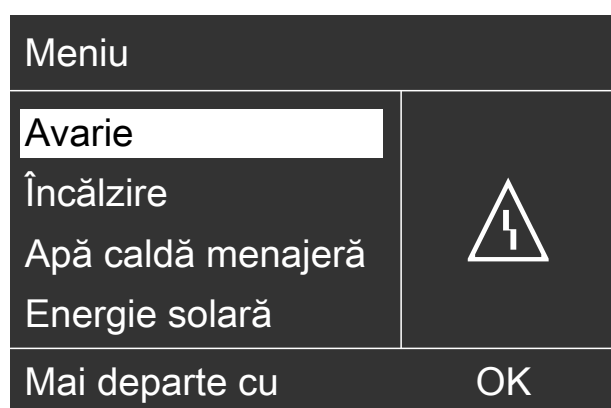 Meniu
Avarie
Încălzire
Apă caldă menajeră
Energie solară
Mai departe cu OK